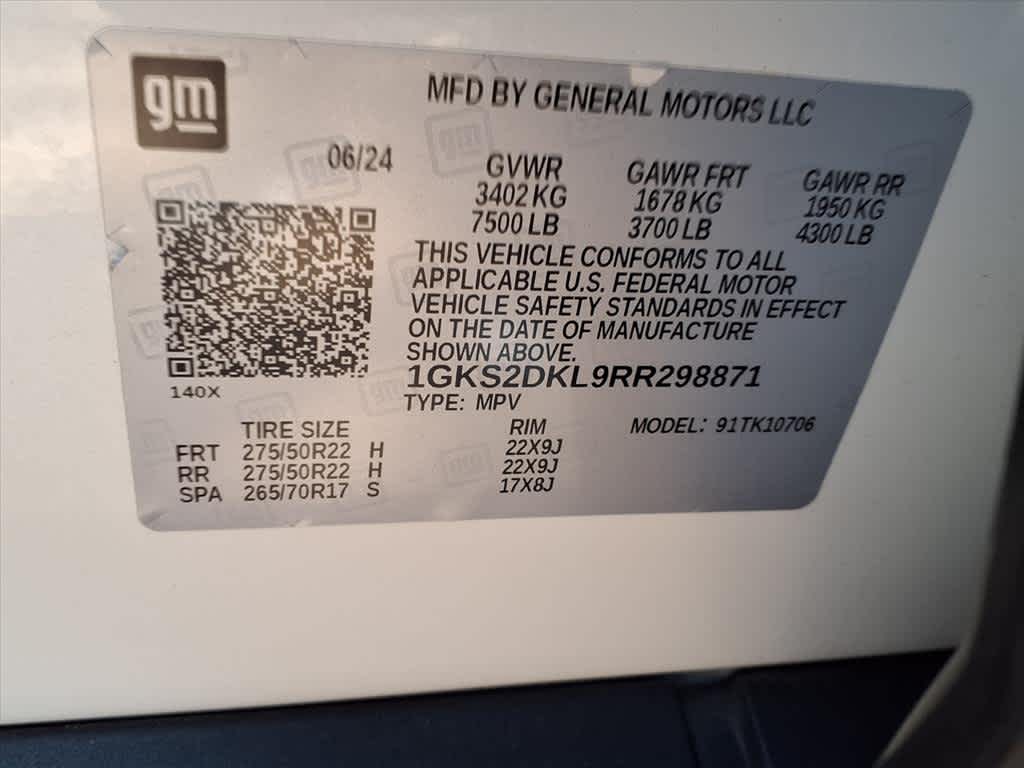 gm
MFD BY GENERAL MOTORS LLC
06/24
GVWR GAWR FRT GAWR RR
3402 KG 1678 KG 1950 KG
7500 LB 3700 LB 4300 LB
THIS VEHICLE CONFORMS TO ALL
APPLICABLE U.S. FEDERAL MOTOR
VEHICLE SAFETY STANDARDS IN EFFECT
ON THE DATE OF MANUFACTURE
SHOWN ABOVE.
1GKS2DKL9RR298871
140X
TYPE: MPV
TIRE SIZE RIM MODEL: 91TK10706
FRT 275/50R22 H 22X9J
RR 275/50R22 H 22X9J
SPA 265/70R17 S 17X8J